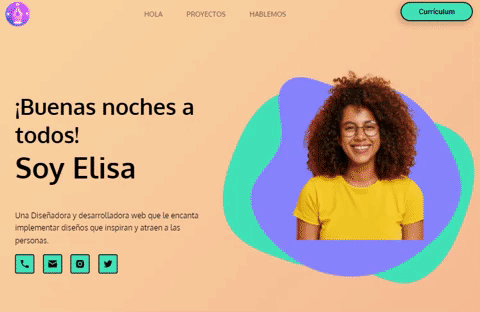 HOLA
PROYECTOS
HABLEMOS
Curriculum
¡Buenas noches a
todos!
Soy Elisa
Una Diseñadora y desarrolladora web que le encanta
implementar diseños que inspiran y atraen a las
personas.